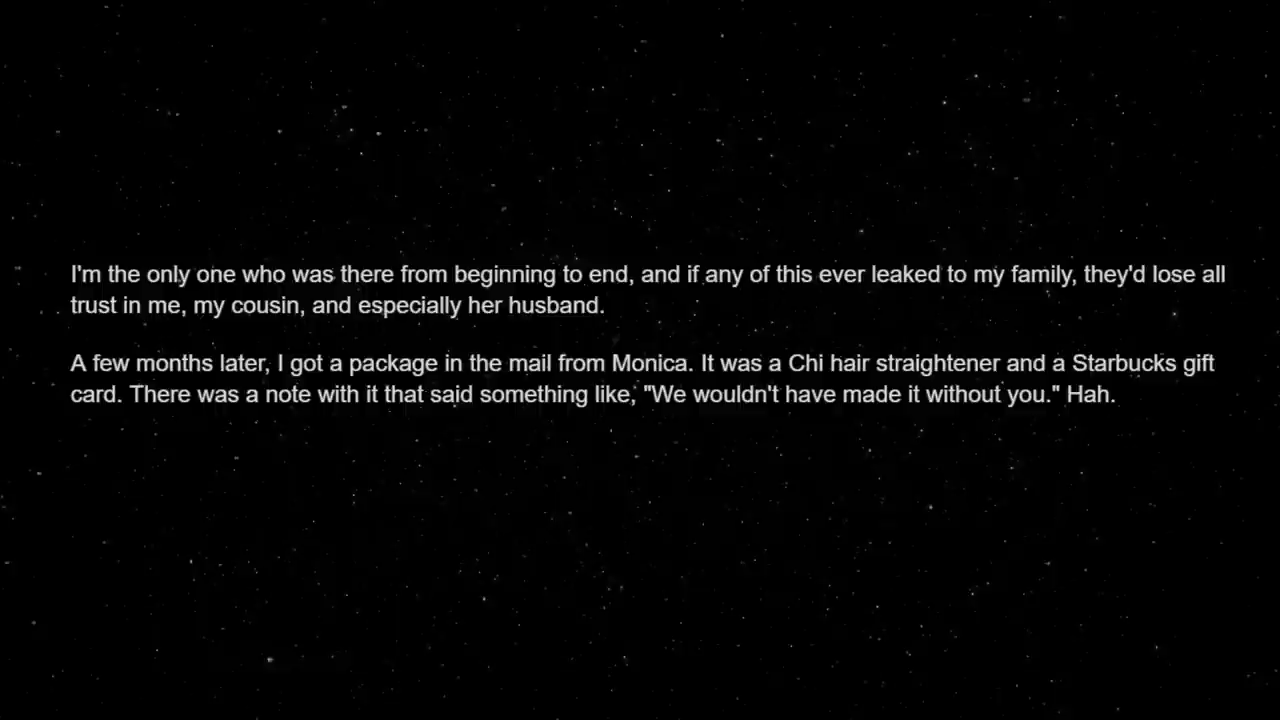 I'm the only one who was there from beginning to end, and if any of this ever leaked to my family, they'd lose all
trust in me, my cousin, and especially her husband.
A few months later, I got a package in the mail from Monica. It was a Chi hair straightener and a Starbucks gift
card. There was a note with it that said something like, "We wouldn't have made it without you." Hah.